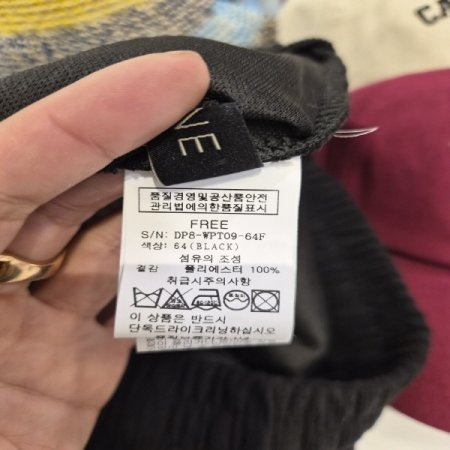 CA
VE
품질경영및공산품안전
관리법에의한품질표시
FREE
S/N: DP8-WPT09-64F
색상: 64(BLACK)
섬유의 조성
겉감 폴리에스터 100%
취급시주의사항
이 상품은 반드시
단독드라이크리닝하십시오